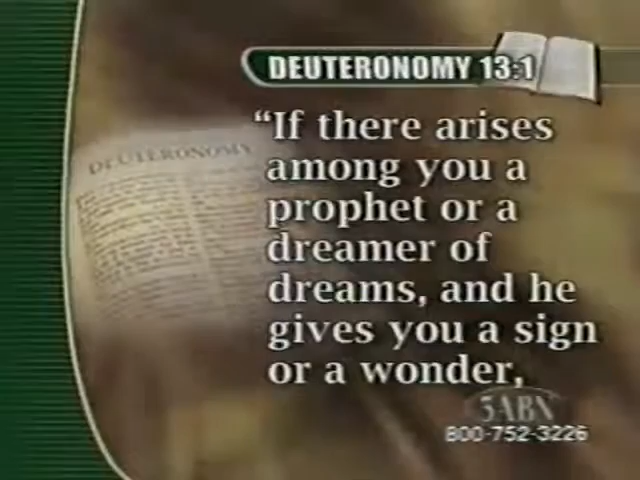 DEUTERONOMY 13:1
DEUTERONOMY
“If there arises
among you a
prophet or a
dreamer of
dreams, and he
gives you a sign
or a wonder,
3ABN
800-752-3226